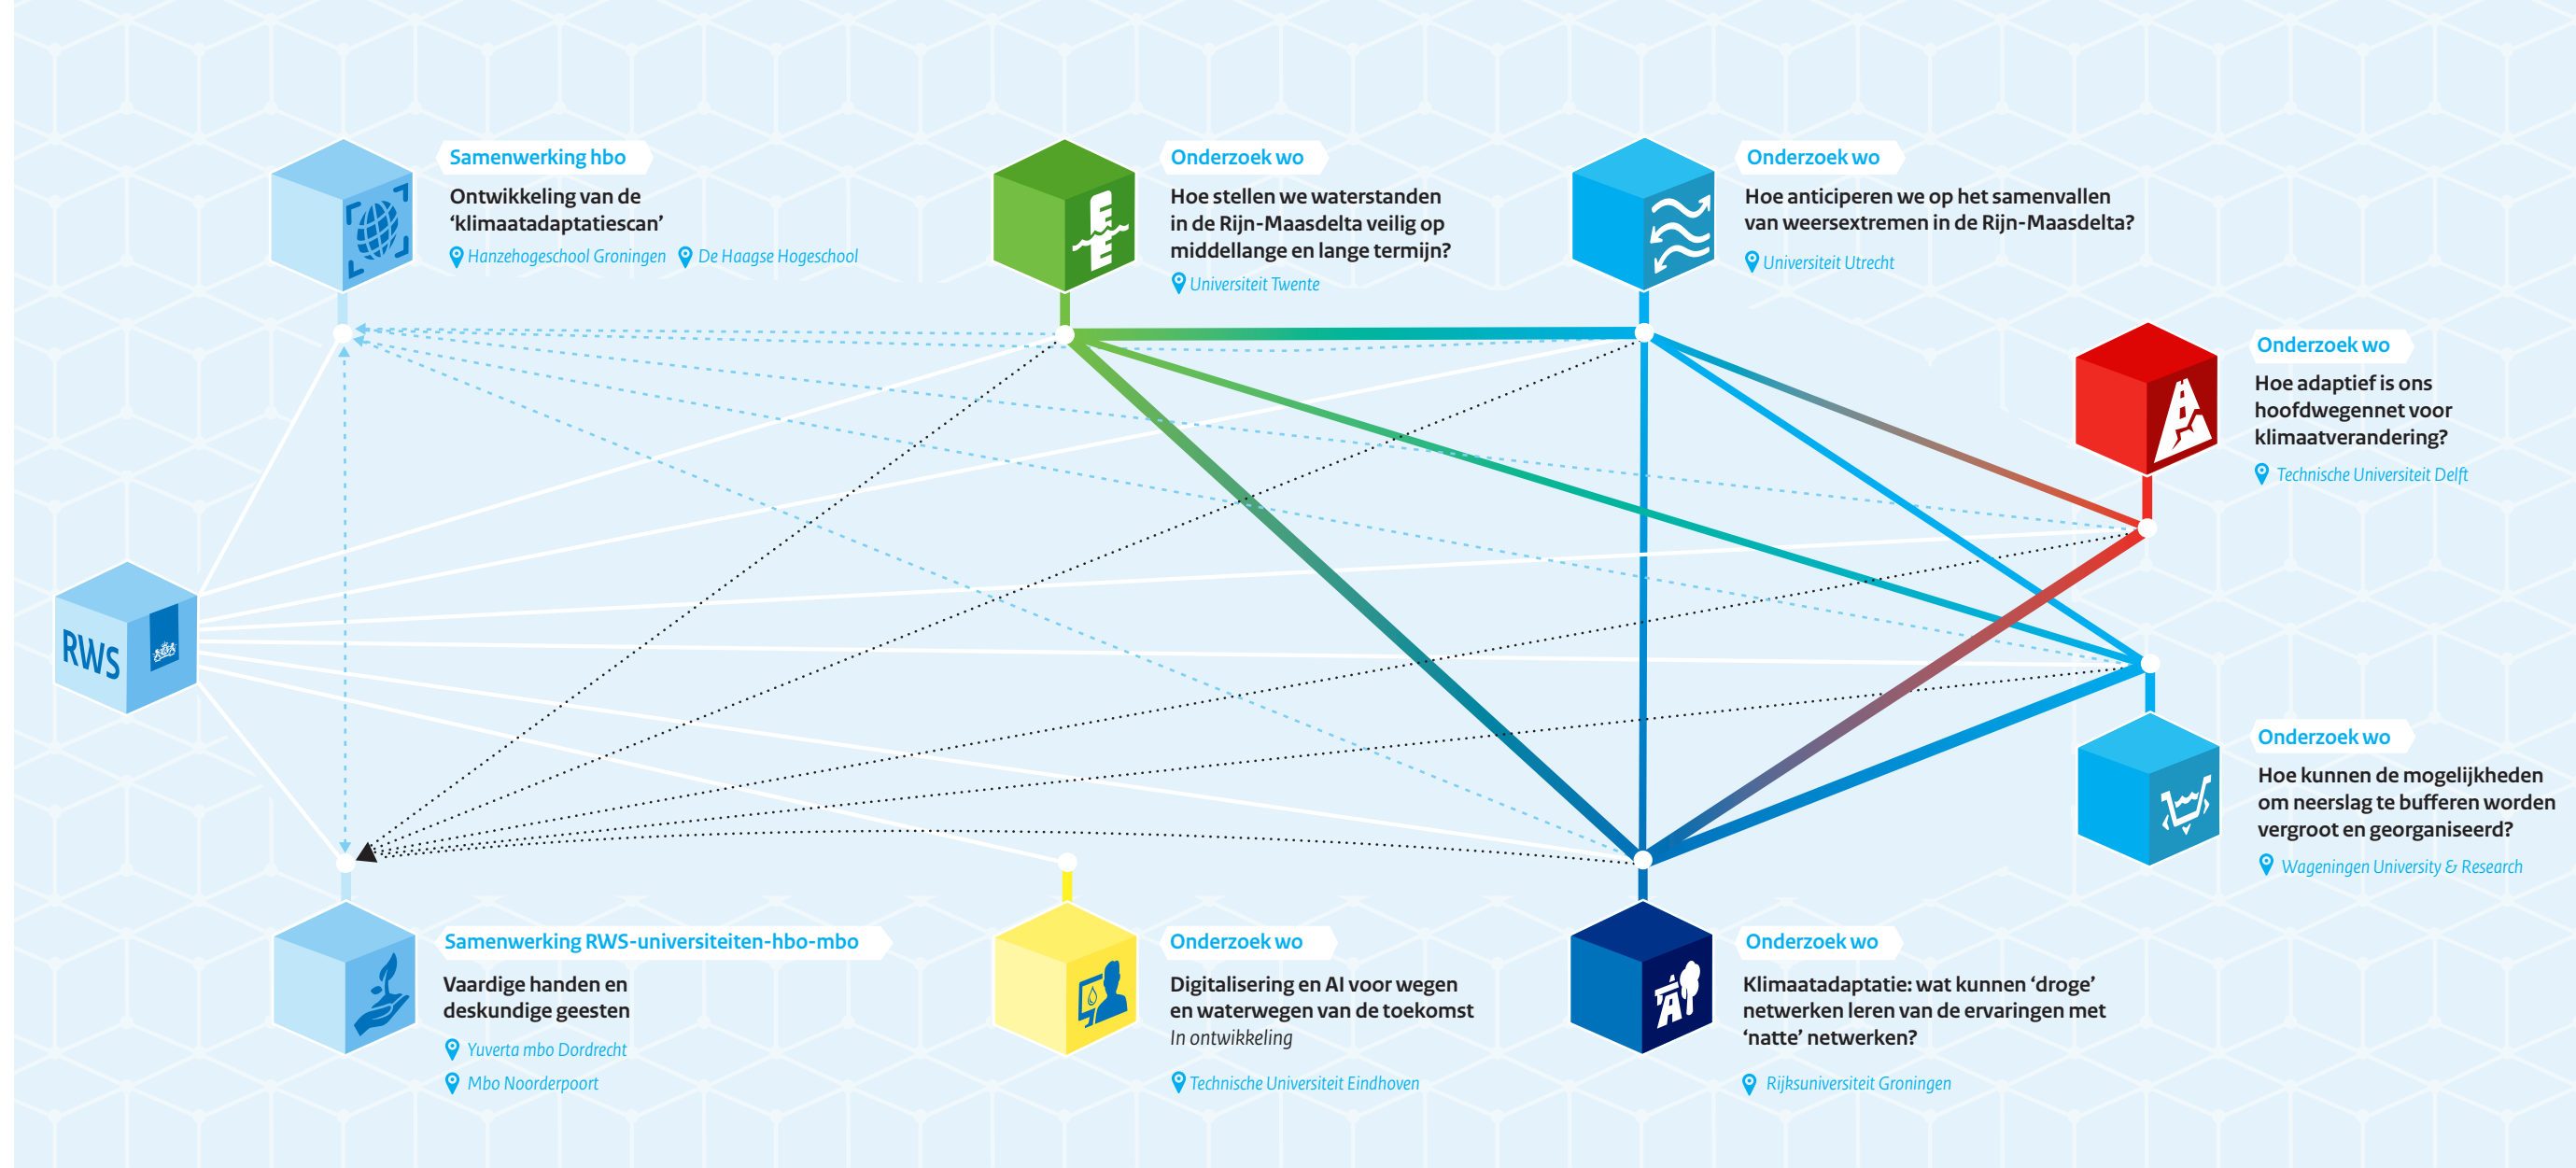 Samenwerking hbo
Ontwikkeling van de
‘klimaatadaptatiescan’
Hanzehogeschool Groningen De Haagse Hogeschool
Onderzoek wo
Hoe stellen we waterstanden
in de Rijn-Maasdelta veilig op
middellange en lange termijn?
Universiteit Twente
Onderzoek wo
Hoe anticiperen we op het samenvallen
van weersextremen in de Rijn-Maasdelta?
Universiteit Utrecht
Onderzoek wo
Hoe adaptief is ons
hoofdwegennet voor
klimaatverandering?
Technische Universiteit Delft
RWS
Onderzoek wo
Hoe kunnen de mogelijkheden
om neerslag te bufferen worden
vergroot en georganiseerd?
Wageningen University & Research
Samenwerking RWS-universiteiten-hbo-mbo
Vaardige handen en
deskundige geesten
Yuverta mbo Dordrecht
Mbo Noorderpoort
Onderzoek wo
Digitalisering en AI voor wegen
en waterwegen van de toekomst
In ontwikkeling
Technische Universiteit Eindhoven
Onderzoek wo
Klimaatadaptatie: wat kunnen ‘droge’
netwerken leren van de ervaringen met
‘natte’ netwerken?
Rijksuniversiteit Groningen